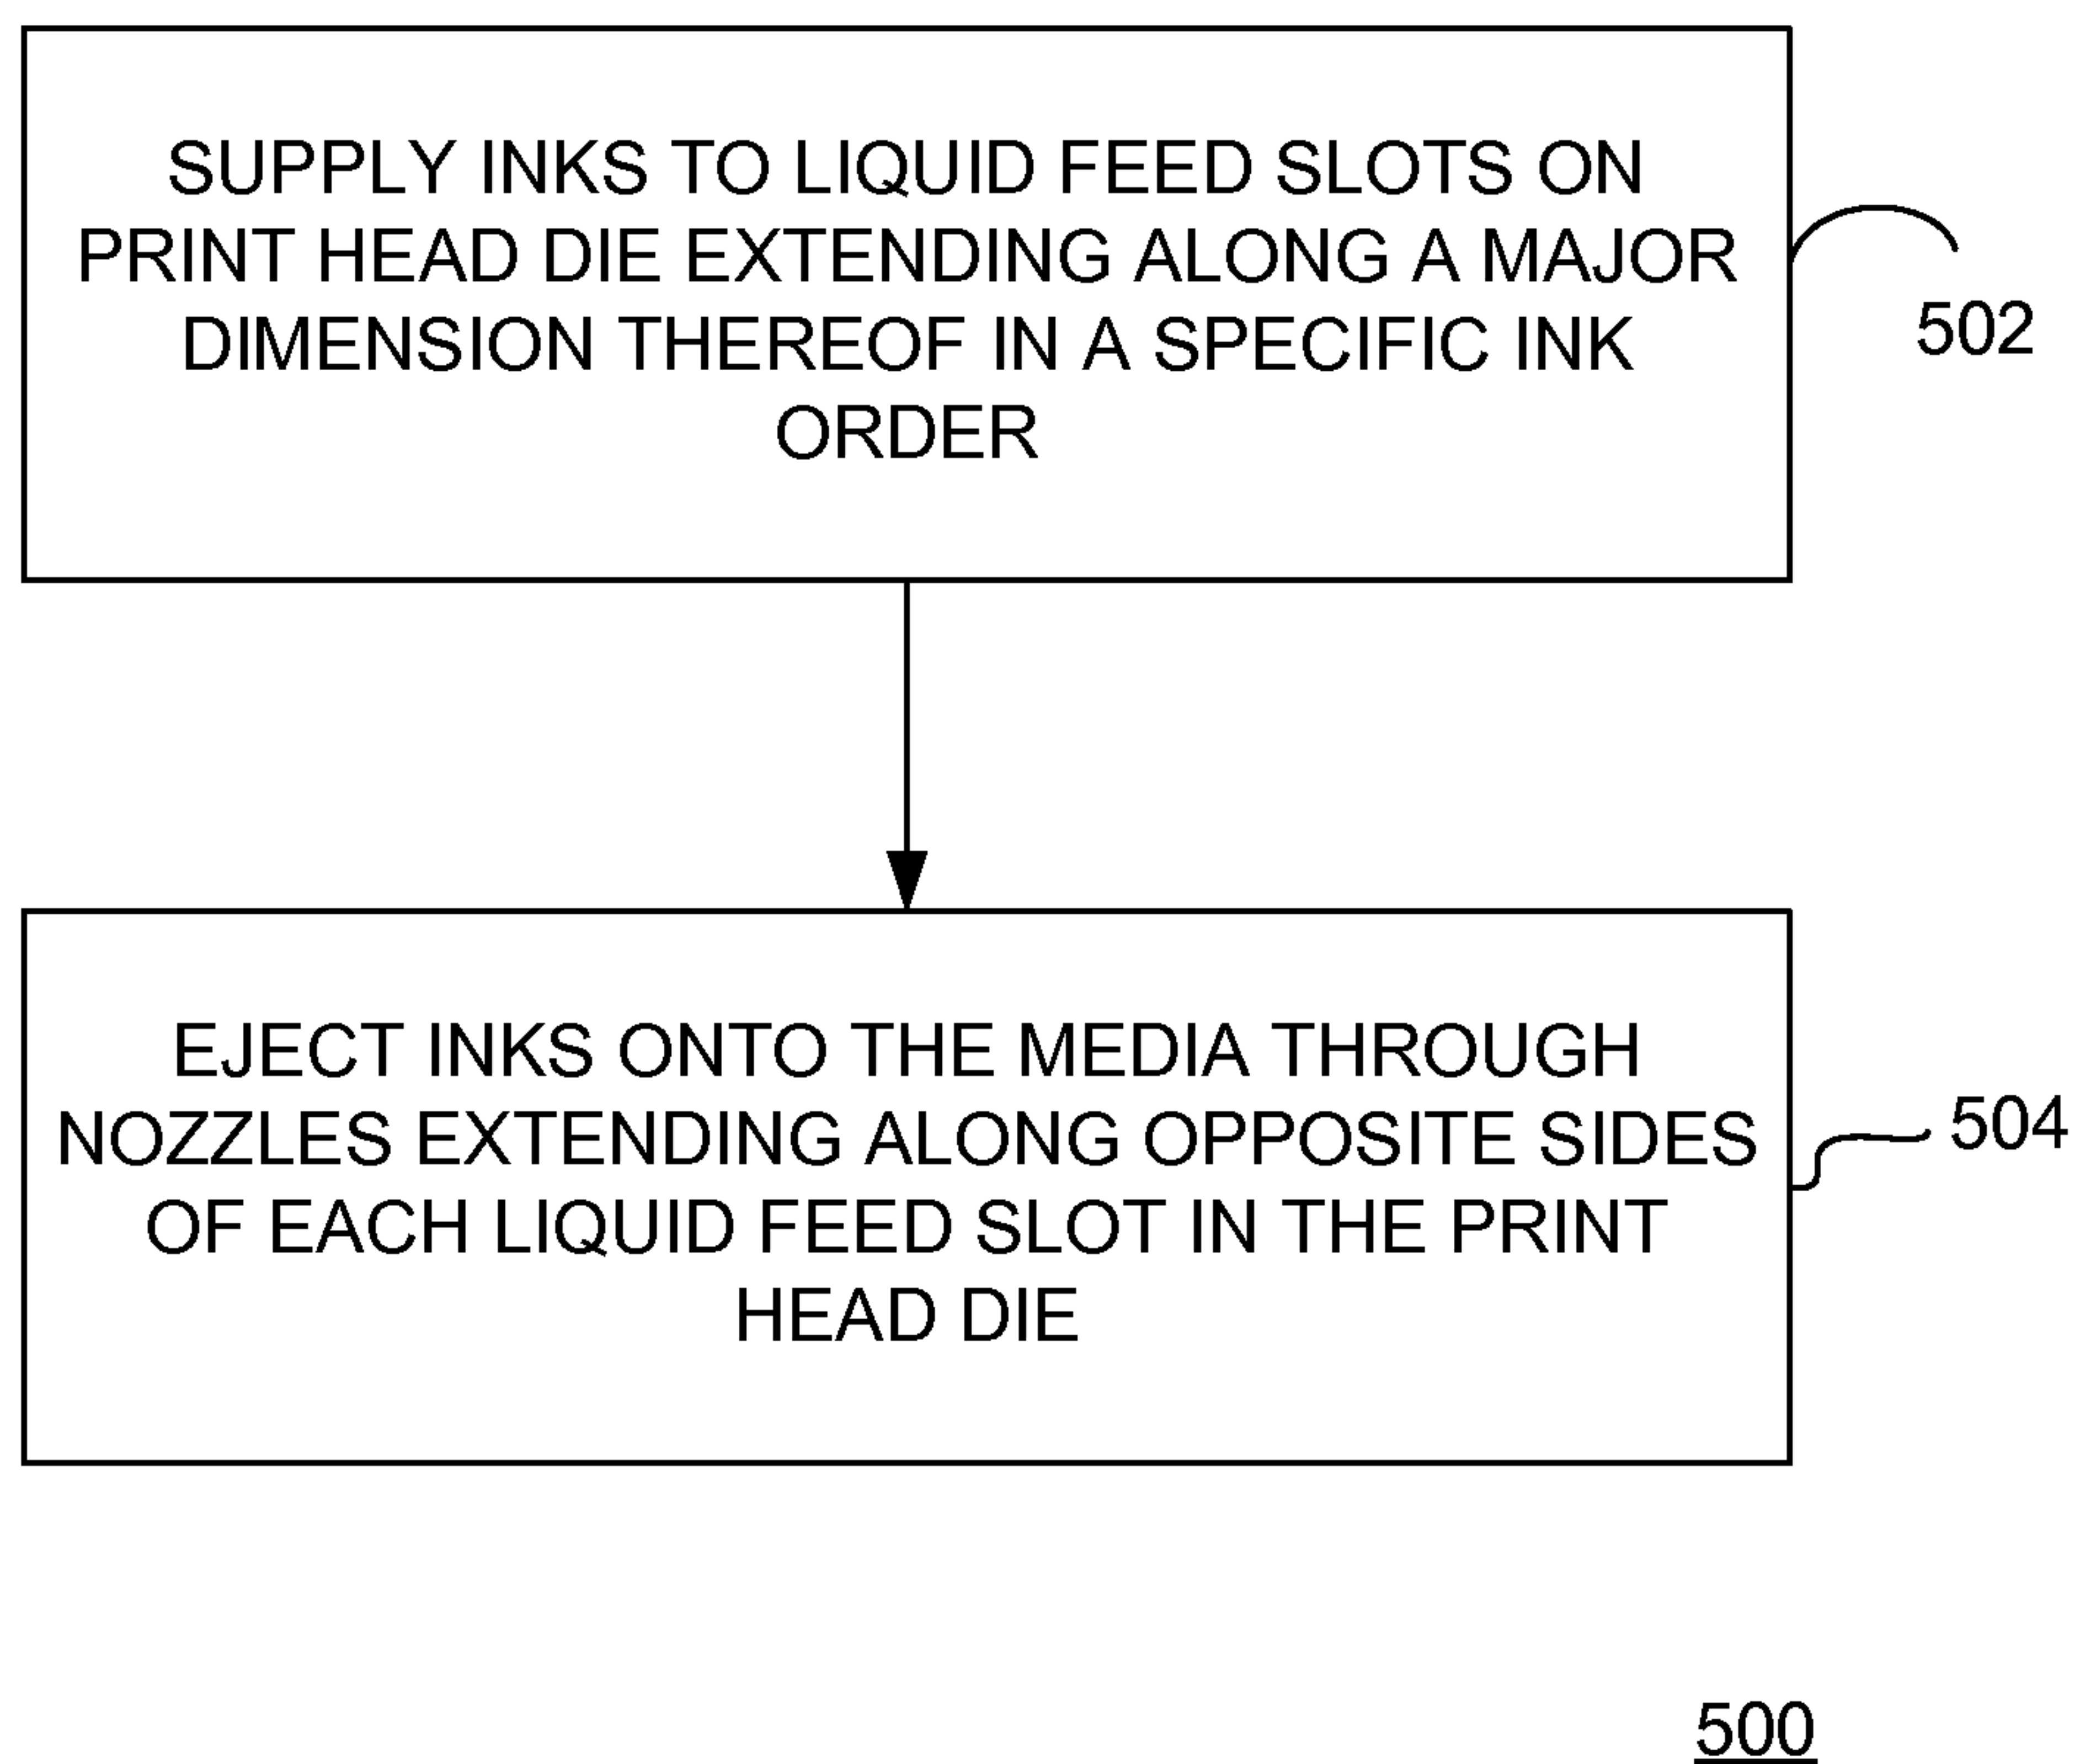 SUPPLY INKS TO LIQUID FEED SLOTS ON
PRINT HEAD DIE EXTENDING ALONG A MAJOR
DIMENSION THEREOF IN A SPECIFIC INK
ORDER
502
EJECT INKS ONTO THE MEDIA THROUGH
NOZZLES EXTENDING ALONG OPPOSITE SIDES
OF EACH LIQUID FEED SLOT IN THE PRINT
HEAD DIE
504
500